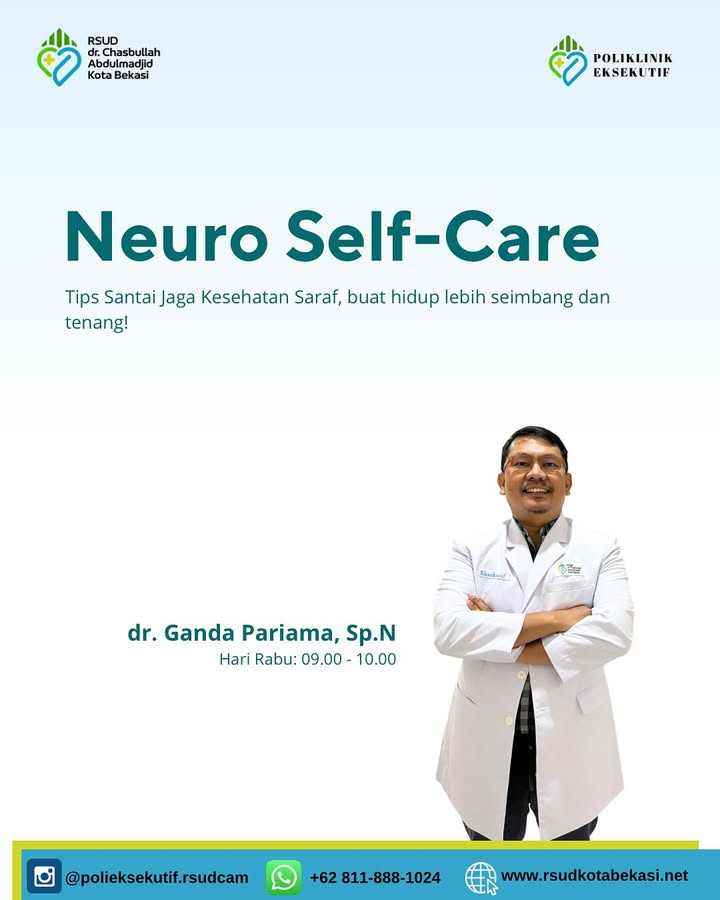 RSUD
dr. Chasbullah
Abdulmadjid
Kota Bekasi
POLIKLINIK
EKSEKUTIF
Neuro Self-Care
Tips Santai Jaga Kesehatan Saraf, buat hidup lebih seimbang dan
tenang!
dr. Ganda Pariama, Sp.N
Hari Rabu: 09.00 - 10.00
@polieksekutif.rsudcam
+62 811-888-1024
www.rsudkotabekasi.net